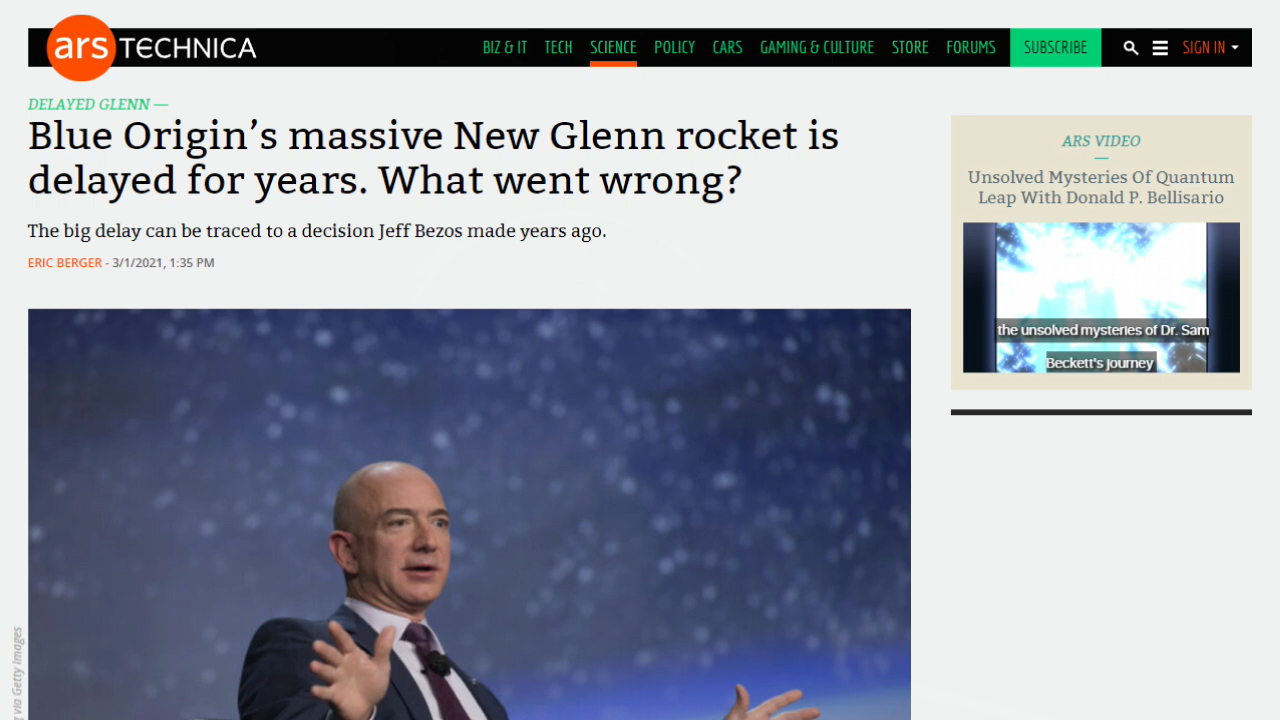 ars TECHNICA
BIZ & IT TECH SCIENCE POLICY CARS GAMING & CULTURE STORE FORUMS SUBSCRIBE SIGN IN
DELAYED GLENN —
Blue Origin’s massive New Glenn rocket is
delayed for years. What went wrong?
The big delay can be traced to a decision Jeff Bezos made years ago.
ERIC BERGER - 3/1/2021, 1:35 PM
via Getty Images
ARS VIDEO
—
Unsolved Mysteries Of Quantum
Leap With Donald P. Bellisario
the unsolved mysteries of Dr. Sam
Beckett's journey